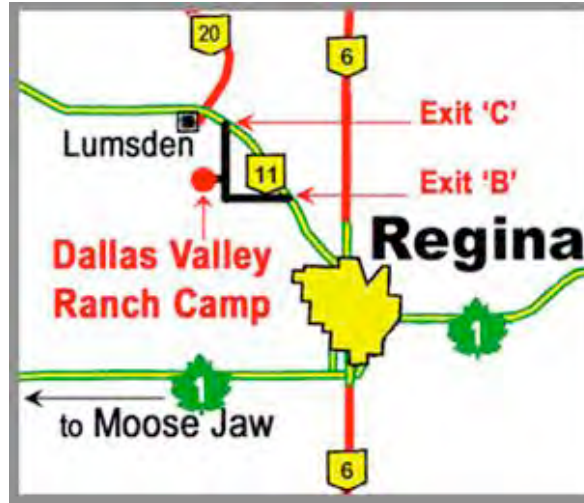 20
6
Exit 'C'
Lumsden
11
Exit 'B'
Dallas Valley
Ranch Camp
Regina
1
1
to Moose Jaw
6